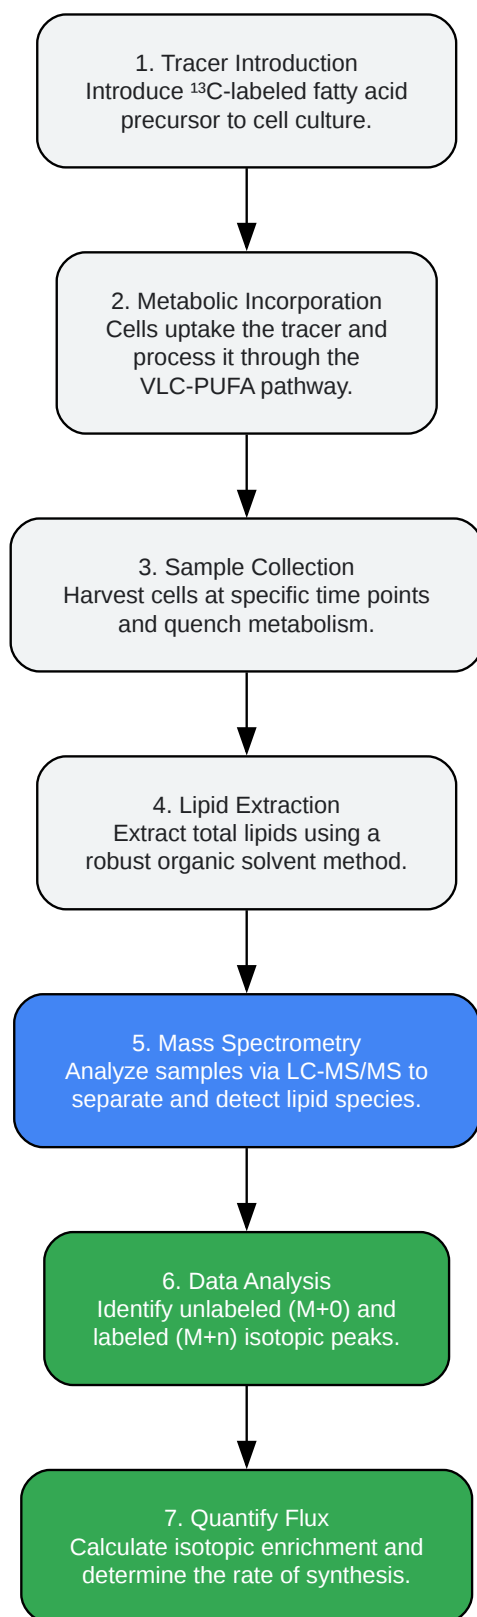 1. Tracer Introduction
Introduce ¹³C-labeled fatty acid
precursor to cell culture.
2. Metabolic Incorporation
Cells uptake the tracer and
process it through the
VLC-PUFA pathway.
3. Sample Collection
Harvest cells at specific time points
and quench metabolism.
4. Lipid Extraction
Extract total lipids using a
robust organic solvent method.
5. Mass Spectrometry
Analyze samples via LC-MS/MS to
separate and detect lipid species.
6. Data Analysis
Identify unlabeled (M+0) and
labeled (M+n) isotopic peaks.
7. Quantify Flux
Calculate isotopic enrichment and
determine the rate of synthesis.